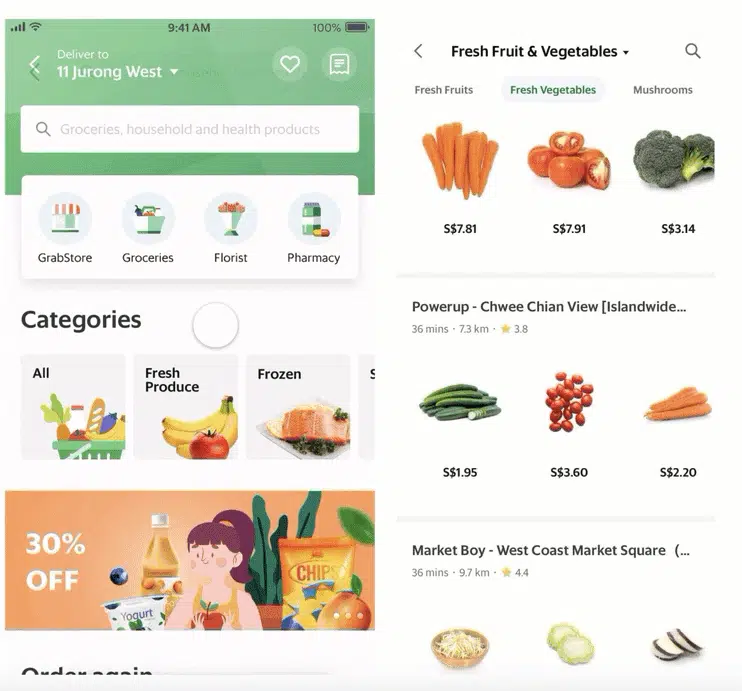 9:41 AM
100%
Deliver to
11 Jurong West
Groceries, household and health products
GrabStore
Groceries
Florist
Pharmacy
Categories
All
Fresh
Produce
Frozen
S
30%
OFF
Yogurt
CHIPS
Order again
Fresh Fruit & Vegetables
Fresh Fruits
Fresh Vegetables
Mushrooms
S$7.81
S$7.91
S$3.14
Powerup - Chwee Chian View [Islandwide...
36 mins · 7.3 km · 3.8
S$1.95
S$3.60
S$2.20
Market Boy - West Coast Market Square (...
36 mins · 9.7 km · 4.4